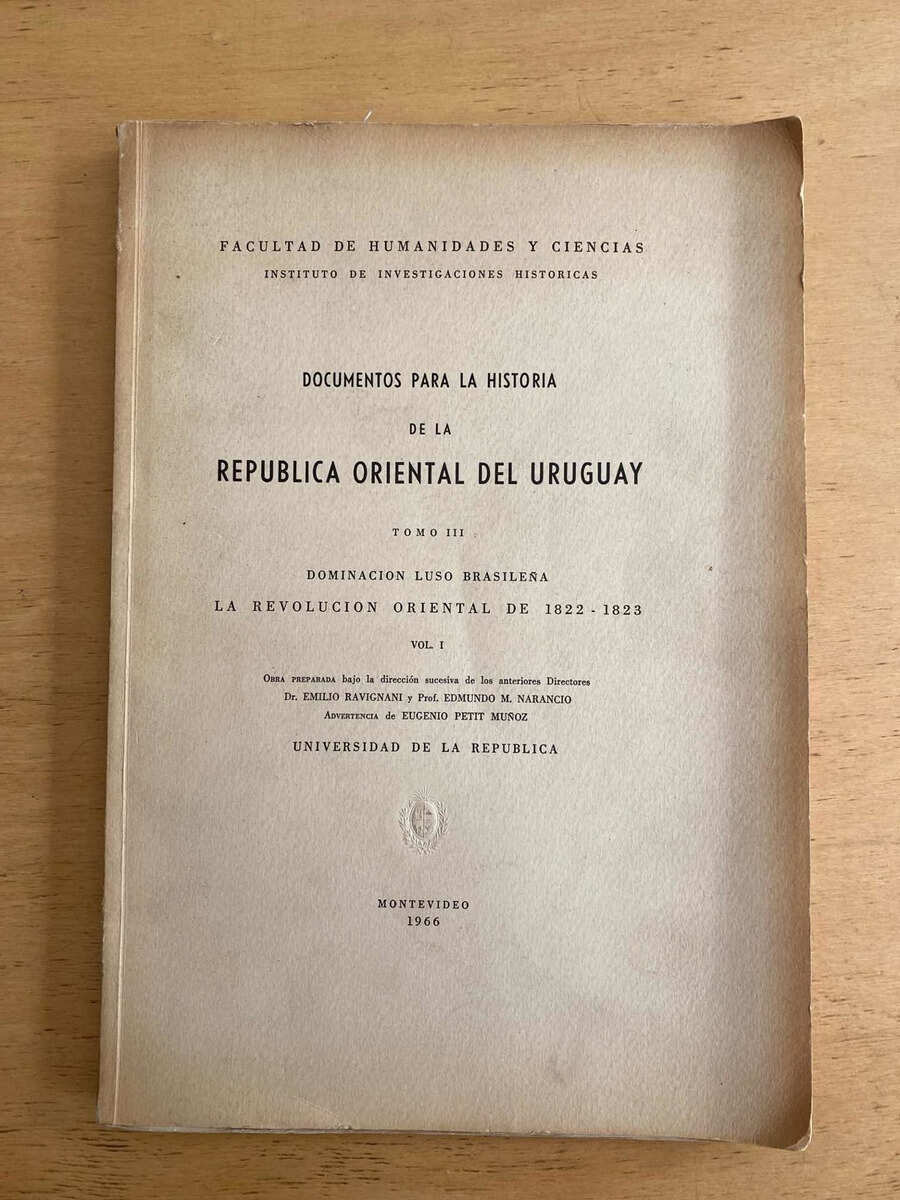 FACULTAD DE HUMANIDADES Y CIENCIAS
INSTITUTO DE INVESTIGACIONES HISTORICAS
DOCUMENTOS PARA LA HISTORIA
DE LA
REPUBLICA ORIENTAL DEL URUGUAY
TOMO III
DOMINACION LUSO BRASILEÑA
LA REVOLUCION ORIENTAL DE 1822 - 1823
VOL. I
OBRA PREPARADA bajo la dirección sucesiva de los anteriores Directores
Dr. EMILIO RAVIGNANI y Prof. EDMUNDO M. NARANCIO
ADVERTENCIA de EUGENIO PETIT MUÑOZ
UNIVERSIDAD DE LA REPUBLICA
MONTEVIDEO
1966